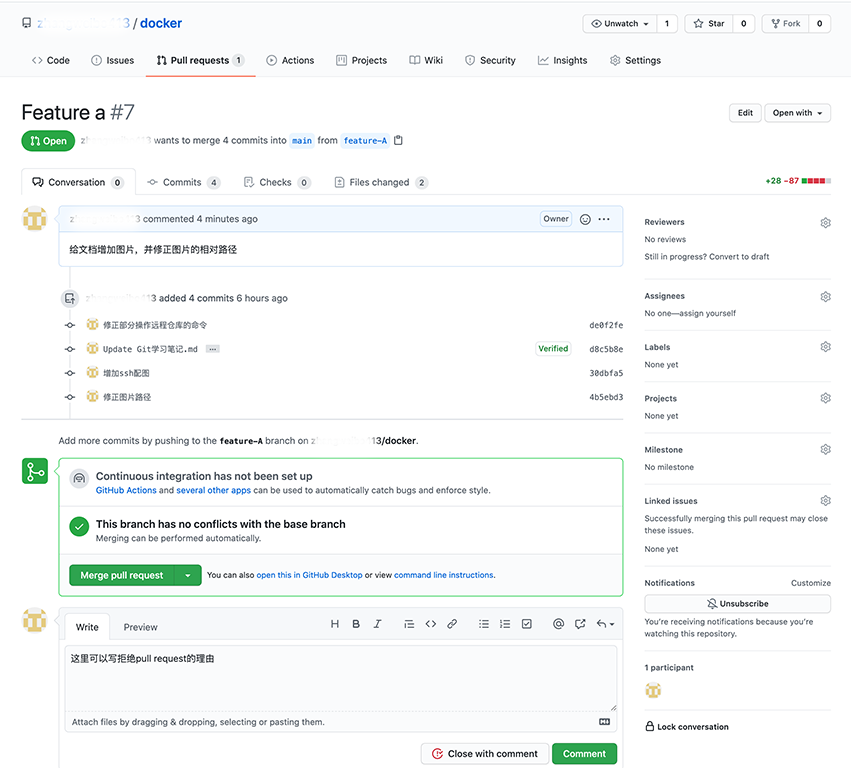 / docker
Unwatch 1 Star 0 Fork 0
Code Issues Pull requests 1 Actions Projects Wiki Security Insights Settings
Feature a #7
Edit Open with
Open wants to merge 4 commits into main from feature-A
Conversation 0 Commits 4 Checks 0 Files changed 2
+28 −87
commented 4 minutes ago Owner
给文档增加图片，并修正图片的相对路径
added 4 commits 6 hours ago
修正部分操作远程仓库的命令 de0f2fe
Update Git学习笔记.md ... Verified d8c5b8e
增加ssh配图 30dbfa5
修正图片路径 4b5ebd3
Add more commits by pushing to the feature-A branch on 13/docker.
Continuous integration has not been set up
GitHub Actions and several other apps can be used to automatically catch bugs and enforce style.
This branch has no conflicts with the base branch
Merging can be performed automatically.
Merge pull request You can also open this in GitHub Desktop or view command line instructions.
Write Preview
这里可以写拒绝pull request的理由
Attach files by dragging & dropping, selecting or pasting them.
Close with comment Comment
Reviewers
No reviews
Still in progress? Convert to draft
Assignees
No one—assign yourself
Labels
None yet
Projects
None yet
Milestone
No milestone
Linked issues
Successfully merging this pull request may close
these issues.
None yet
Notifications Customize
Unsubscribe
You're receiving notifications because you're
watching this repository.
1 participant
Lock conversation